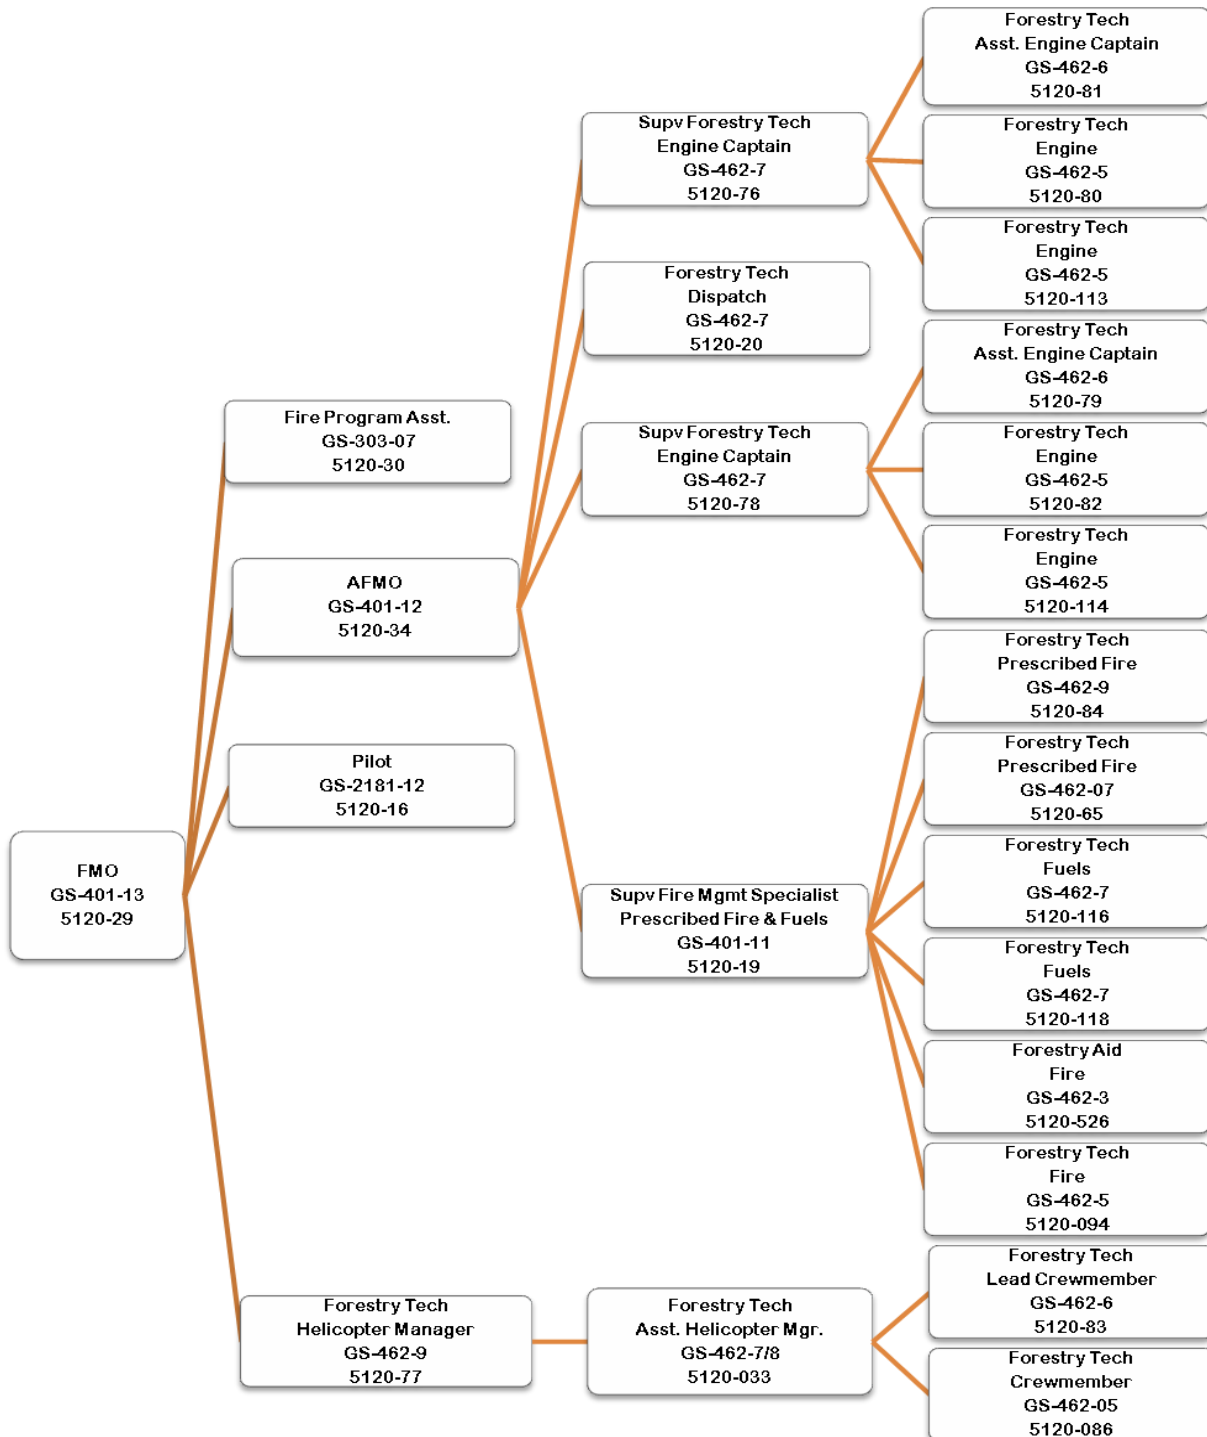 FMO
GS-401-13
5120-29
Fire Program Asst.
GS-303-07
5120-30
AFMO
GS-401-12
5120-34
Pilot
GS-2181-12
5120-16
Forestry Tech
Helicopter Manager
GS-462-9
5120-77
Supv Forestry Tech
Engine Captain
GS-462-7
5120-76
Forestry Tech
Dispatch
GS-462-7
5120-20
Supv Forestry Tech
Engine Captain
GS-462-7
5120-78
Supv Fire Mgmt Specialist
Prescribed Fire & Fuels
GS-401-11
5120-19
Forestry Tech
Asst. Helicopter Mgr.
GS-462-7/8
5120-033
Forestry Tech
Asst. Engine Captain
GS-462-6
5120-81
Forestry Tech
Engine
GS-462-5
5120-80
Forestry Tech
Engine
GS-462-5
5120-113
Forestry Tech
Asst. Engine Captain
GS-462-6
5120-79
Forestry Tech
Engine
GS-462-5
5120-82
Forestry Tech
Engine
GS-462-5
5120-114
Forestry Tech
Prescribed Fire
GS-462-9
5120-84
Forestry Tech
Prescribed Fire
GS-462-07
5120-65
Forestry Tech
Fuels
GS-462-7
5120-116
Forestry Tech
Fuels
GS-462-7
5120-118
Forestry Aid
Fire
GS-462-3
5120-526
Forestry Tech
Fire
GS-462-5
5120-094
Forestry Tech
Lead Crewmember
GS-462-6
5120-83
Forestry Tech
Crewmember
GS-462-05
5120-086